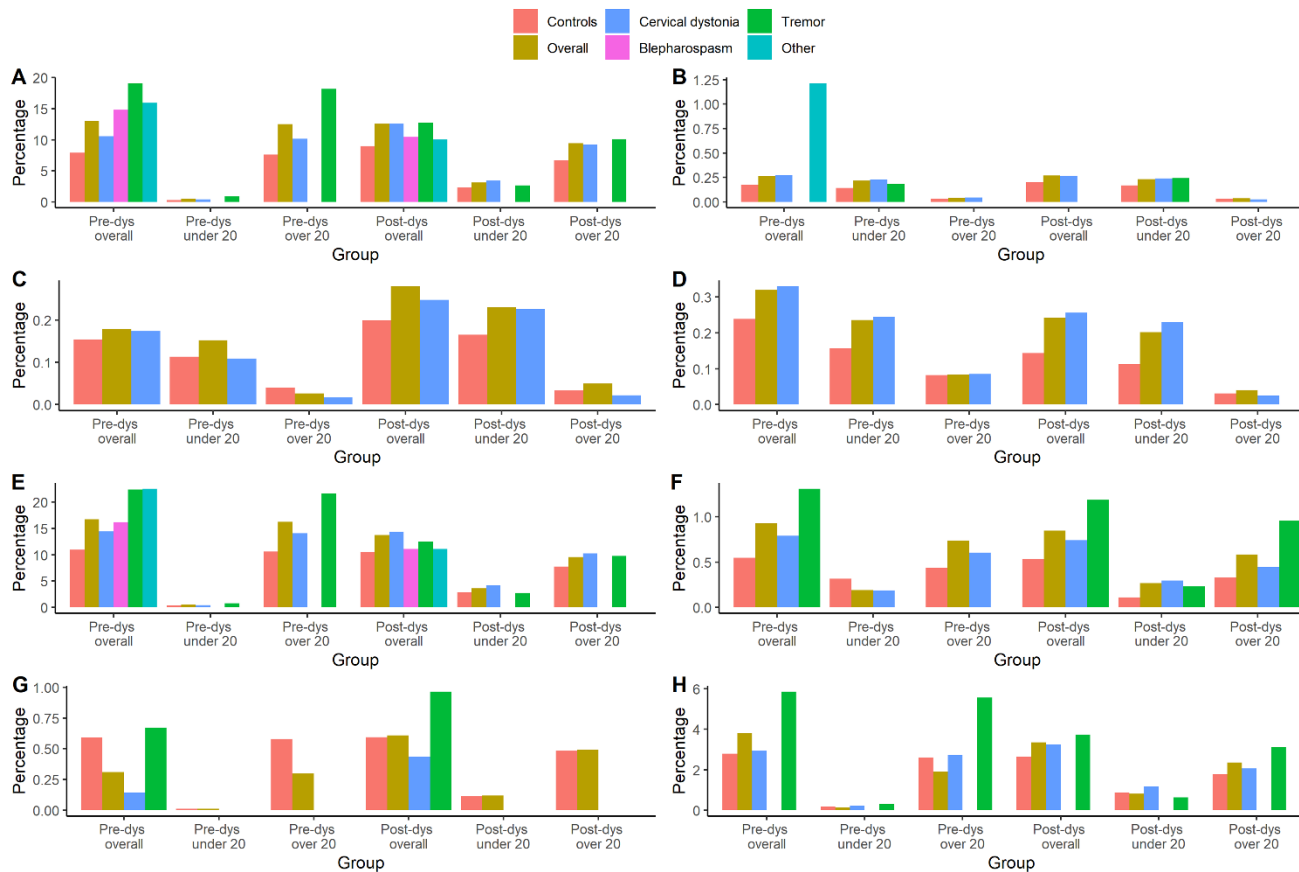 Controls Cervical dystonia Tremor
Overall Blepharospasm Other
A
Percentage
20
15
10
5
0
Pre-dys overall
Pre-dys under 20
Pre-dys over 20
Post-dys overall
Post-dys under 20
Post-dys over 20
Group
B
Percentage
1.25
1.00
0.75
0.50
0.25
0.00
Pre-dys overall
Pre-dys under 20
Pre-dys over 20
Post-dys overall
Post-dys under 20
Post-dys over 20
Group
C
Percentage
0.2
0.1
0.0
Pre-dys overall
Pre-dys under 20
Pre-dys over 20
Post-dys overall
Post-dys under 20
Post-dys over 20
Group
D
Percentage
0.3
0.2
0.1
0.0
Pre-dys overall
Pre-dys under 20
Pre-dys over 20
Post-dys overall
Post-dys under 20
Post-dys over 20
Group
E
Percentage
20
15
10
5
0
Pre-dys overall
Pre-dys under 20
Pre-dys over 20
Post-dys overall
Post-dys under 20
Post-dys over 20
Group
F
Percentage
1.0
0.5
0.0
Pre-dys overall
Pre-dys under 20
Pre-dys over 20
Post-dys overall
Post-dys under 20
Post-dys over 20
Group
G
Percentage
1.00
0.75
0.50
0.25
0.00
Pre-dys overall
Pre-dys under 20
Pre-dys over 20
Post-dys overall
Post-dys under 20
Post-dys over 20
Group
H
Percentage
6
4
2
0
Pre-dys overall
Pre-dys under 20
Pre-dys over 20
Post-dys overall
Post-dys under 20
Post-dys over 20
Group